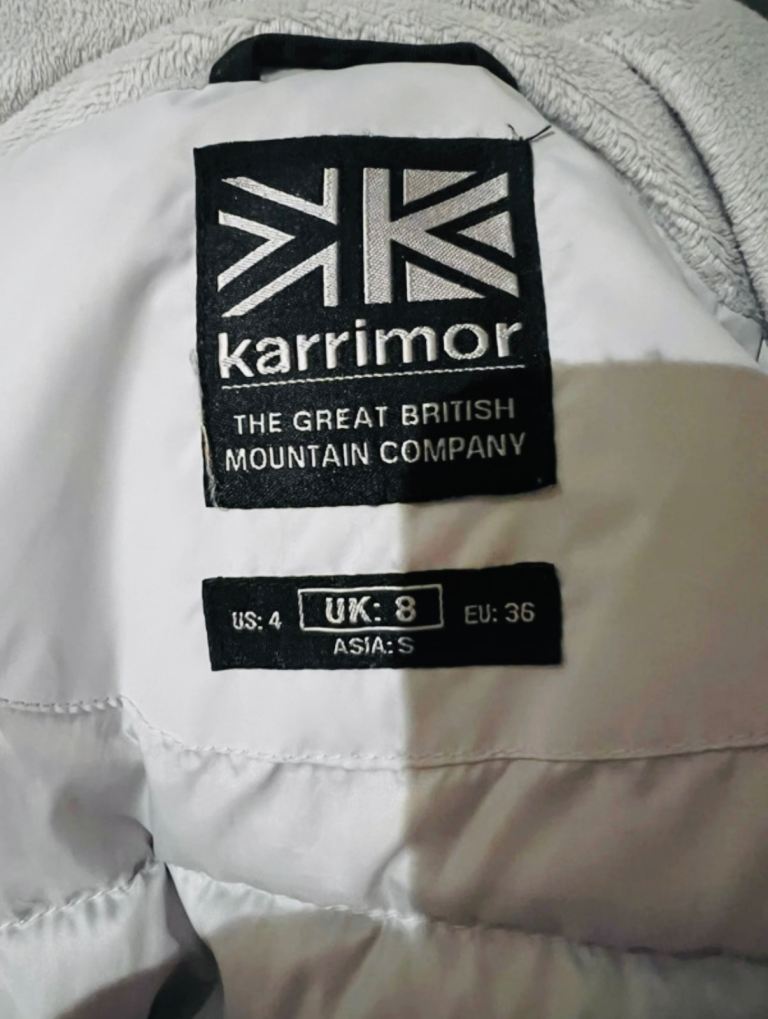 karrimor
THE GREAT BRITISH
MOUNTAIN COMPANY
US: 4 UK: 8 EU: 36
ASIA: S